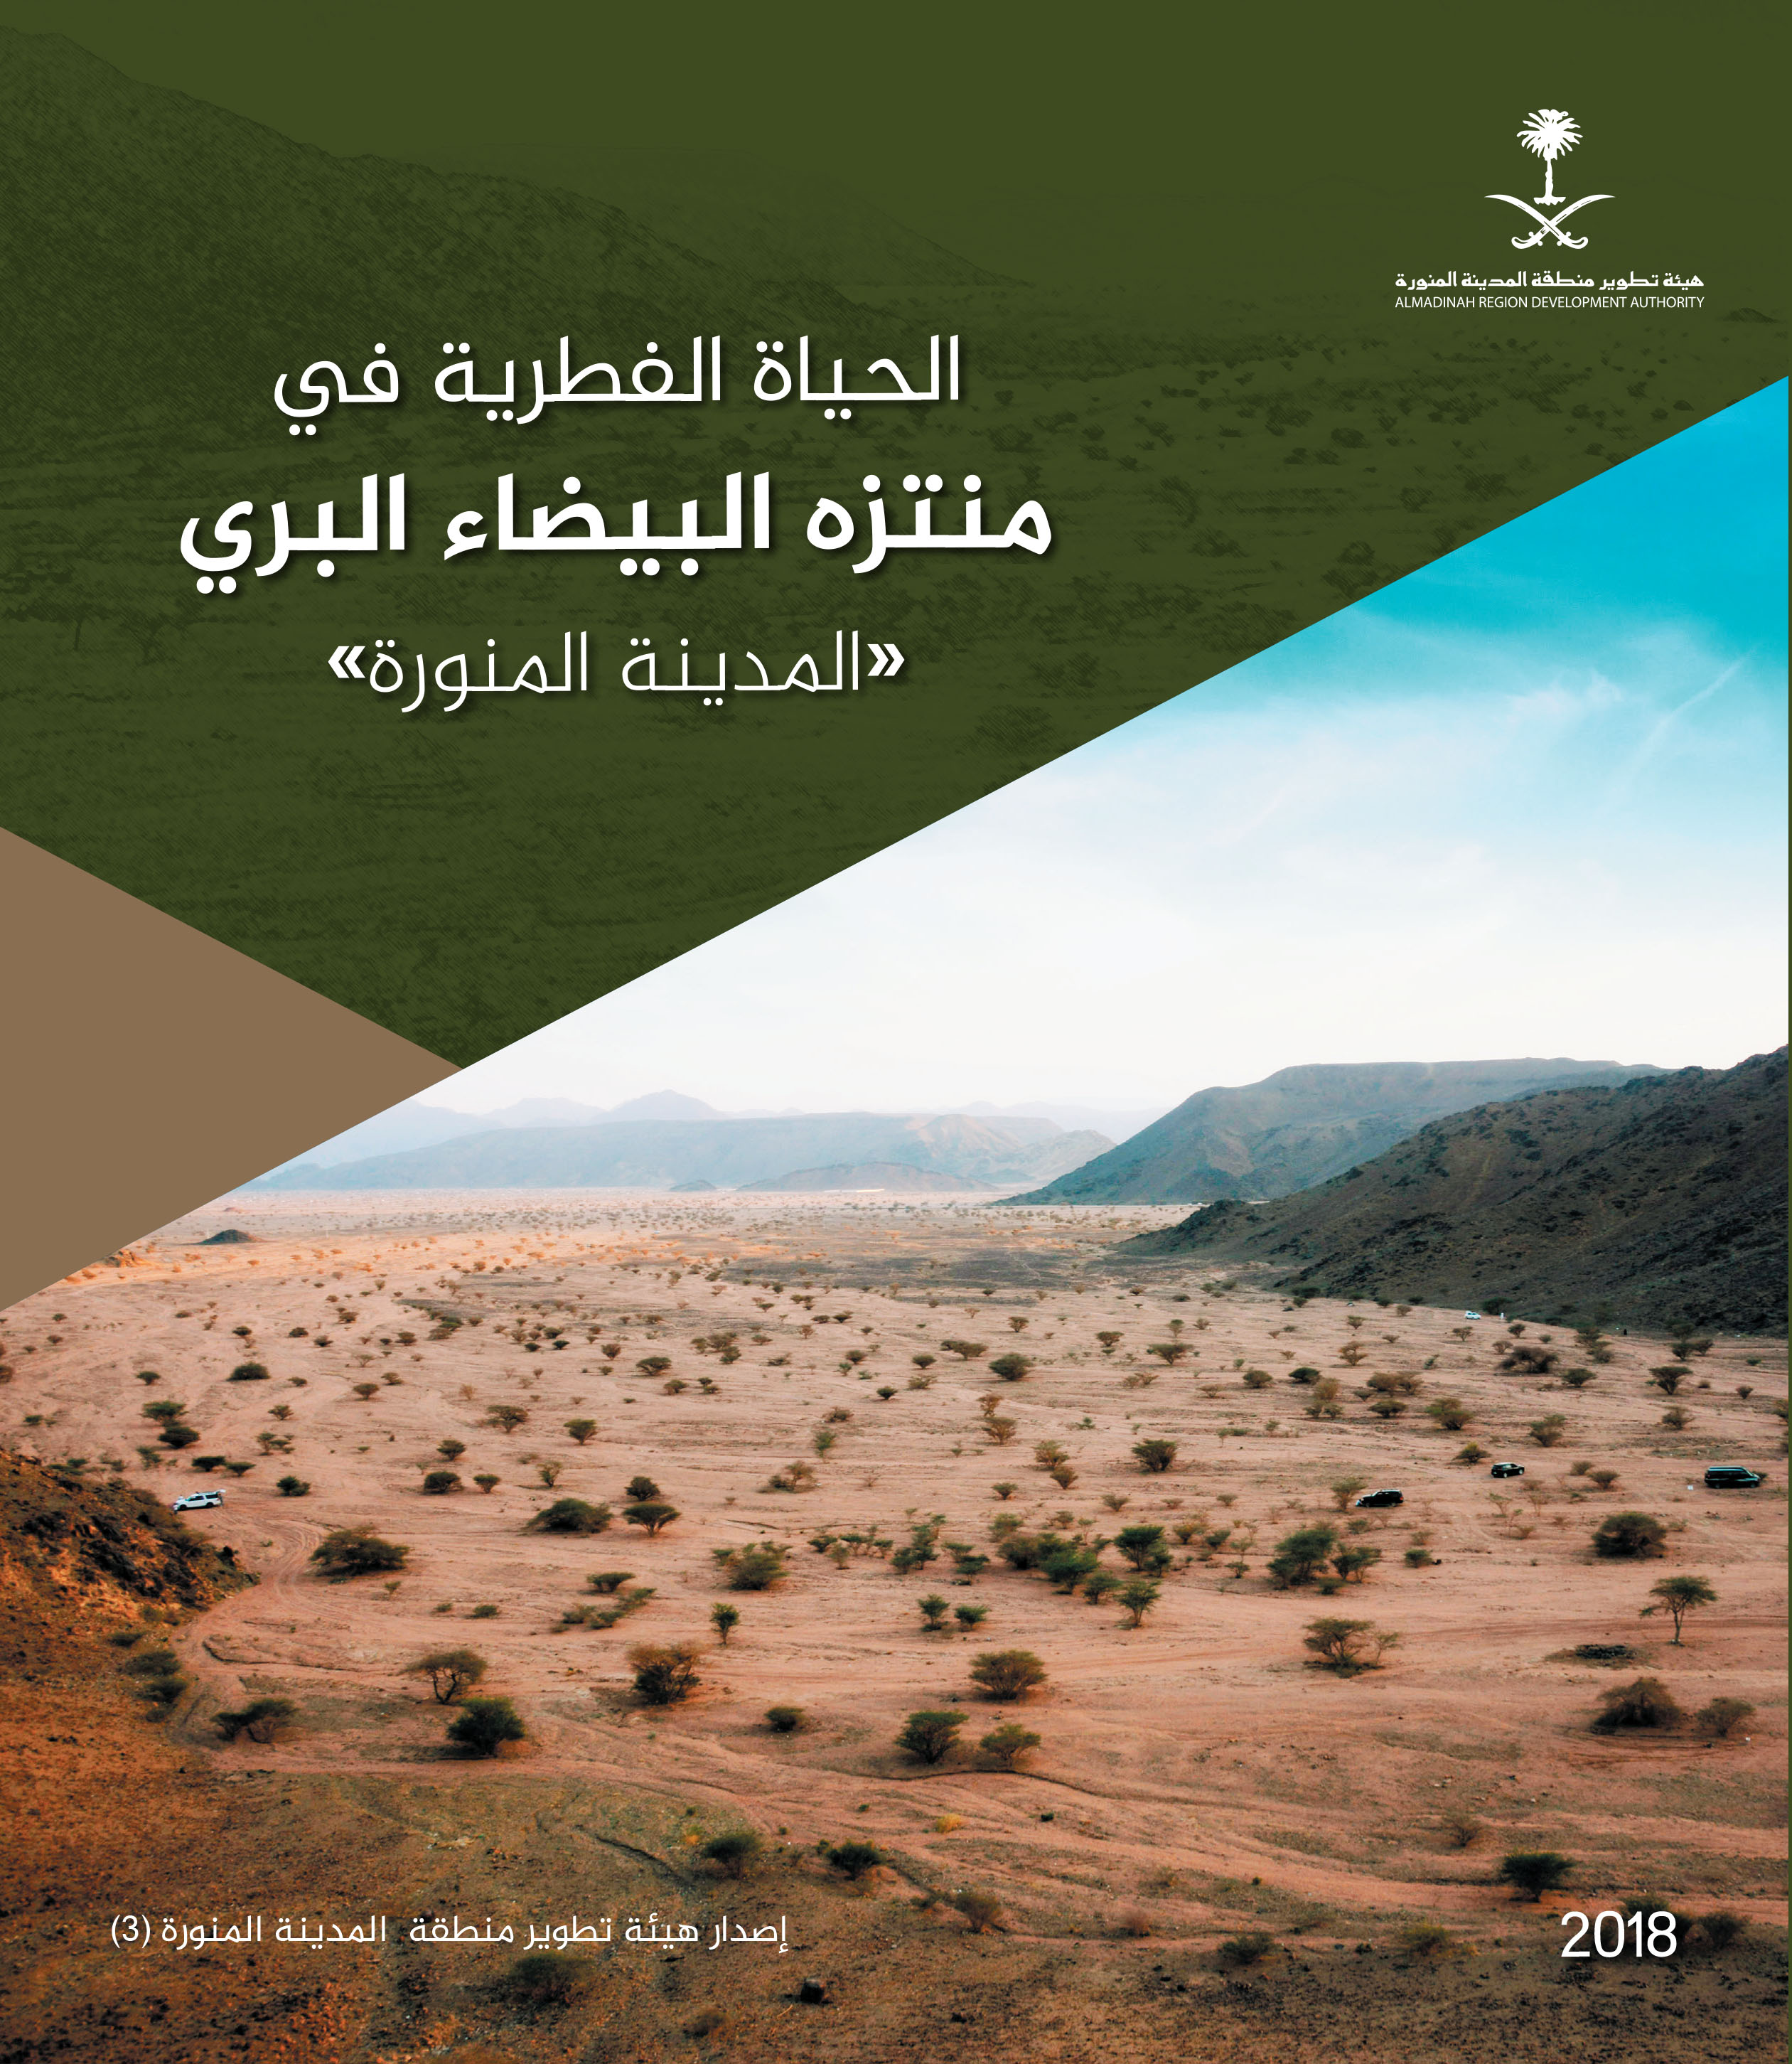 هيئة تطوير منطقة المدينة المنورة
ALMADINAH REGION DEVELOPMENT AUTHORITY
الحياة الفطرية في
منتزه البيضاء البري
«المدينة المنورة»
إصدار هيئة تطوير منطقة المدينة المنورة (3)
2018